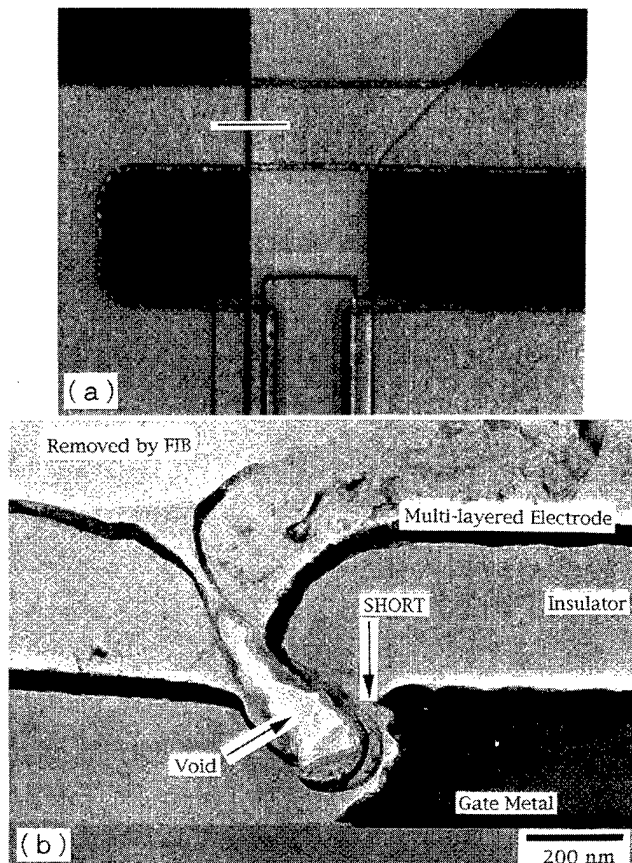 (a)
Removed by FIB
Multi-layered Electrode
SHORT
Insulator
Void
Gate Metal
(b)
200 nm